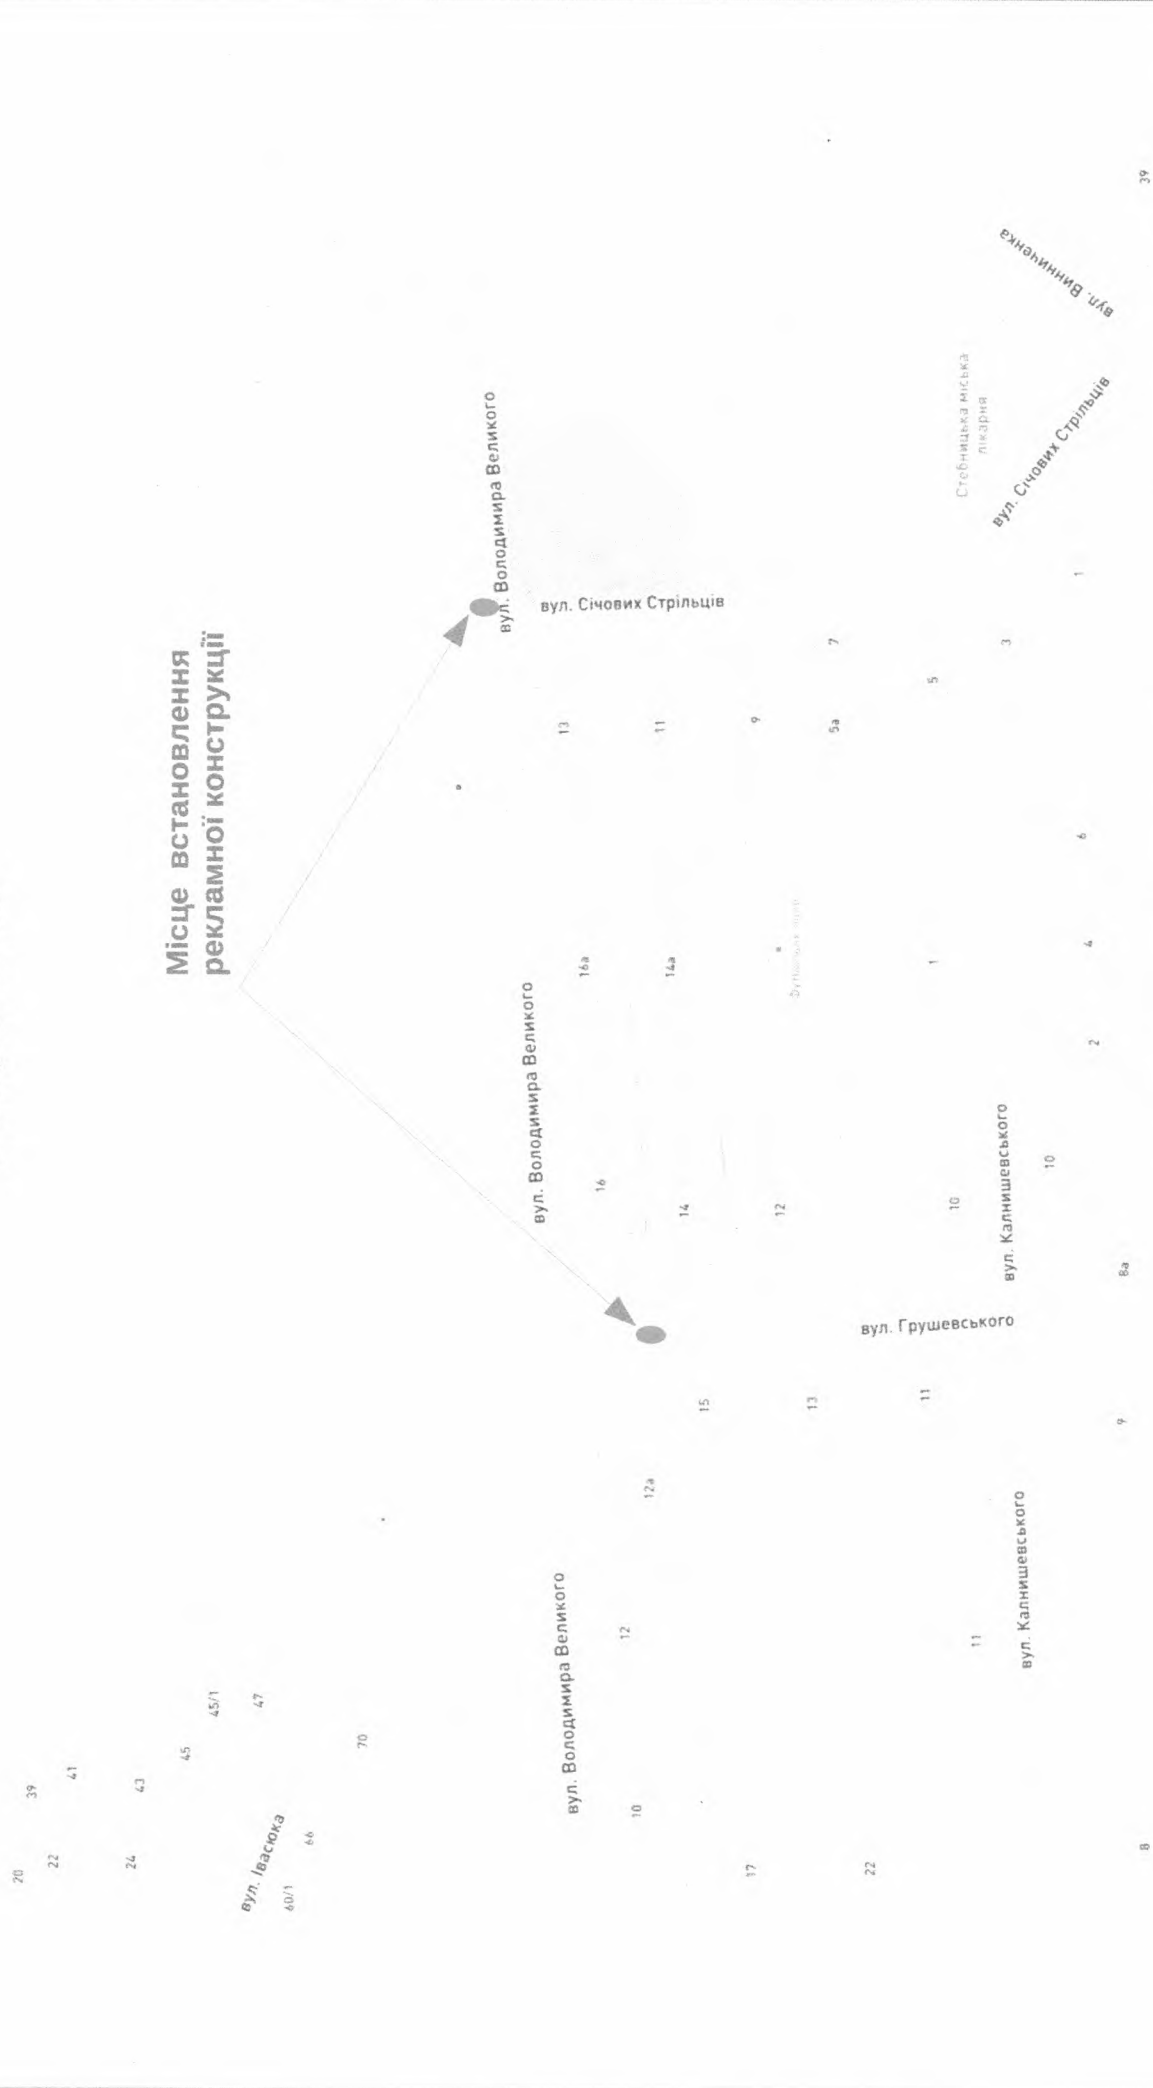 Місце встановлення
рекламної конструкції
20
39
22
41
24
43
45
45/1
вул. Івасюка
47
60/1
66
70
вул. Володимира Великого
вул. Володимира Великого
вул. Володимира Великого
10
12
12а
16
16а
13
вул. Січових Стрільців
15
14
14а
11
17
13
12
9
Футбольне поле
22
11
5а
7
вул. Грушевського
10
1
5
11
Стебницька міська
лікарня
вул. Калнишевського
вул. Калнишевського
3
вул. Січових Стрільців
вул. Винниченка
10
2
4
6
1
9
8а
8
39